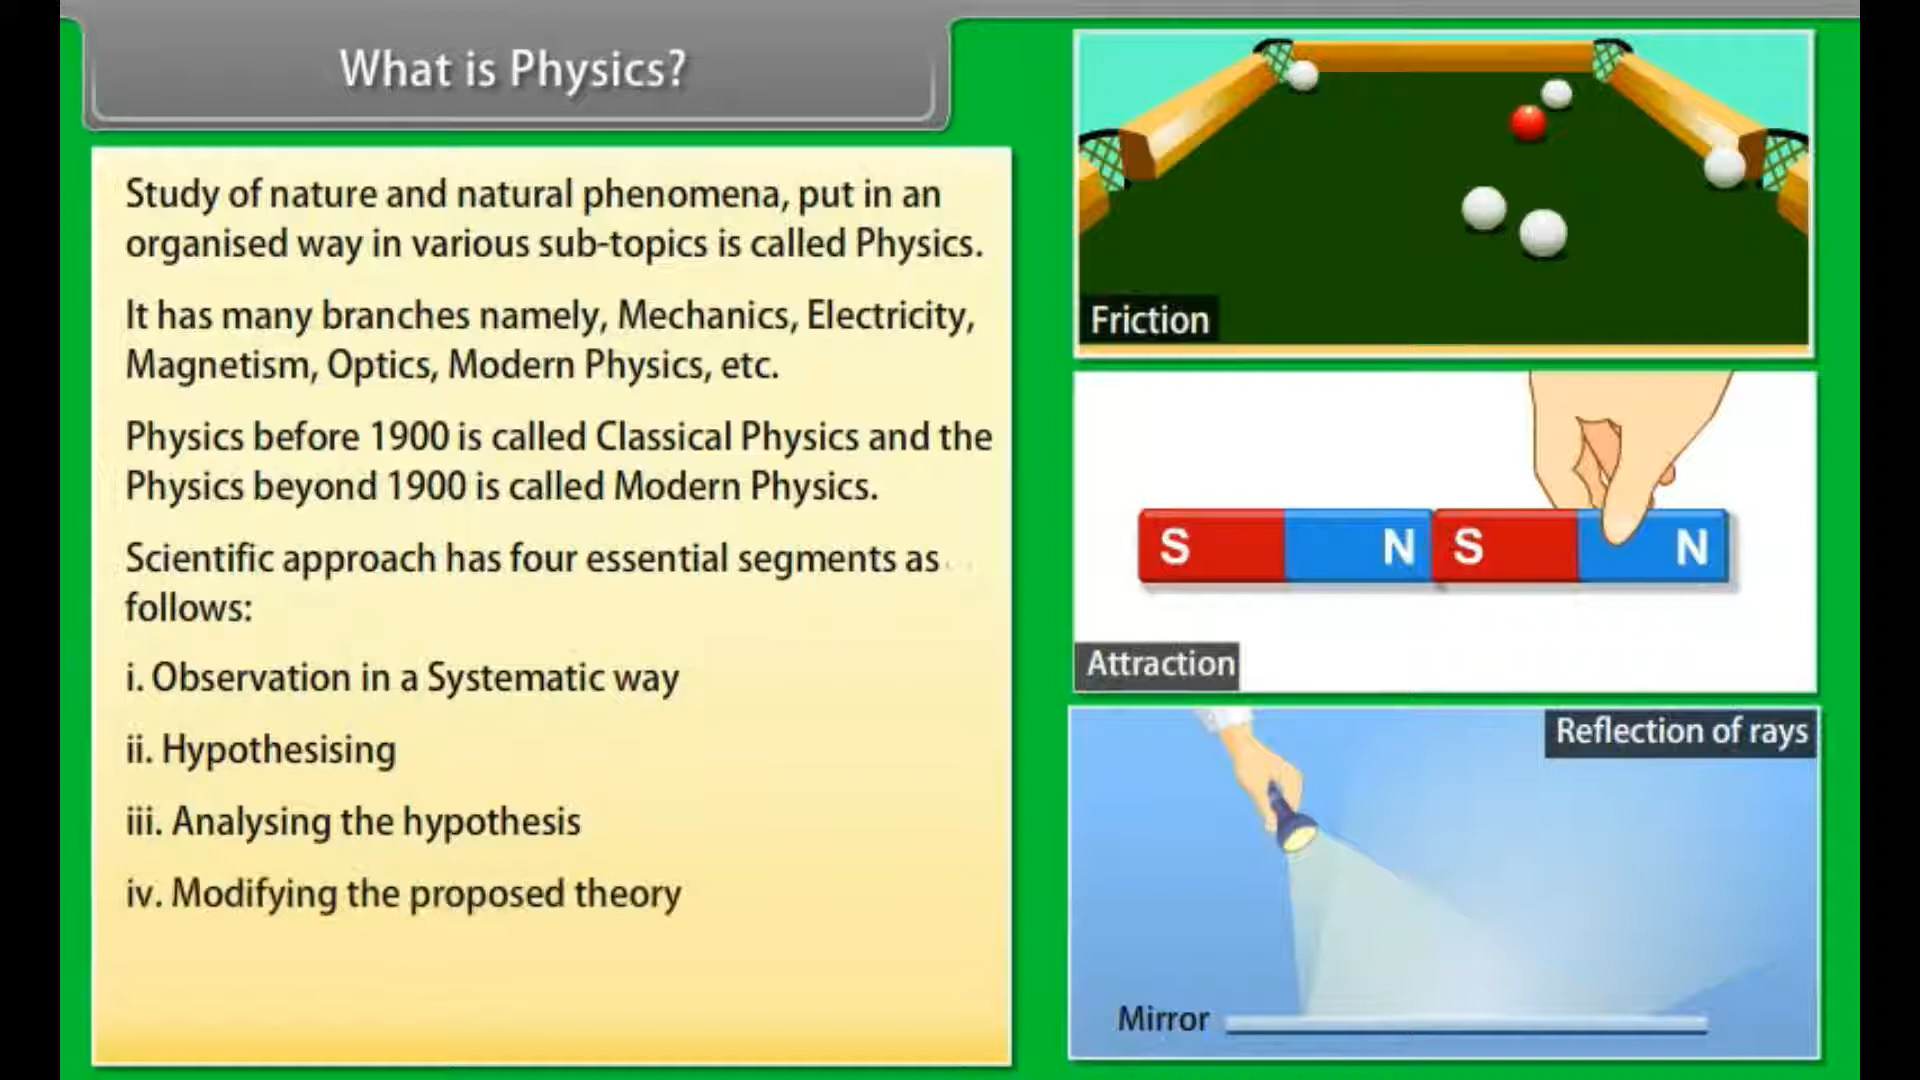 What is Physics?
Study of nature and natural phenomena, put in an
organised way in various sub-topics is called Physics.
It has many branches namely, Mechanics, Electricity,
Magnetism, Optics, Modern Physics, etc.
Physics before 1900 is called Classical Physics and the
Physics beyond 1900 is called Modern Physics.
Scientific approach has four essential segments as
follows:
i. Observation in a Systematic way
ii. Hypothesising
iii. Analysing the hypothesis
iv. Modifying the proposed theory
Friction
S N S N
Attraction
Reflection of rays
Mirror